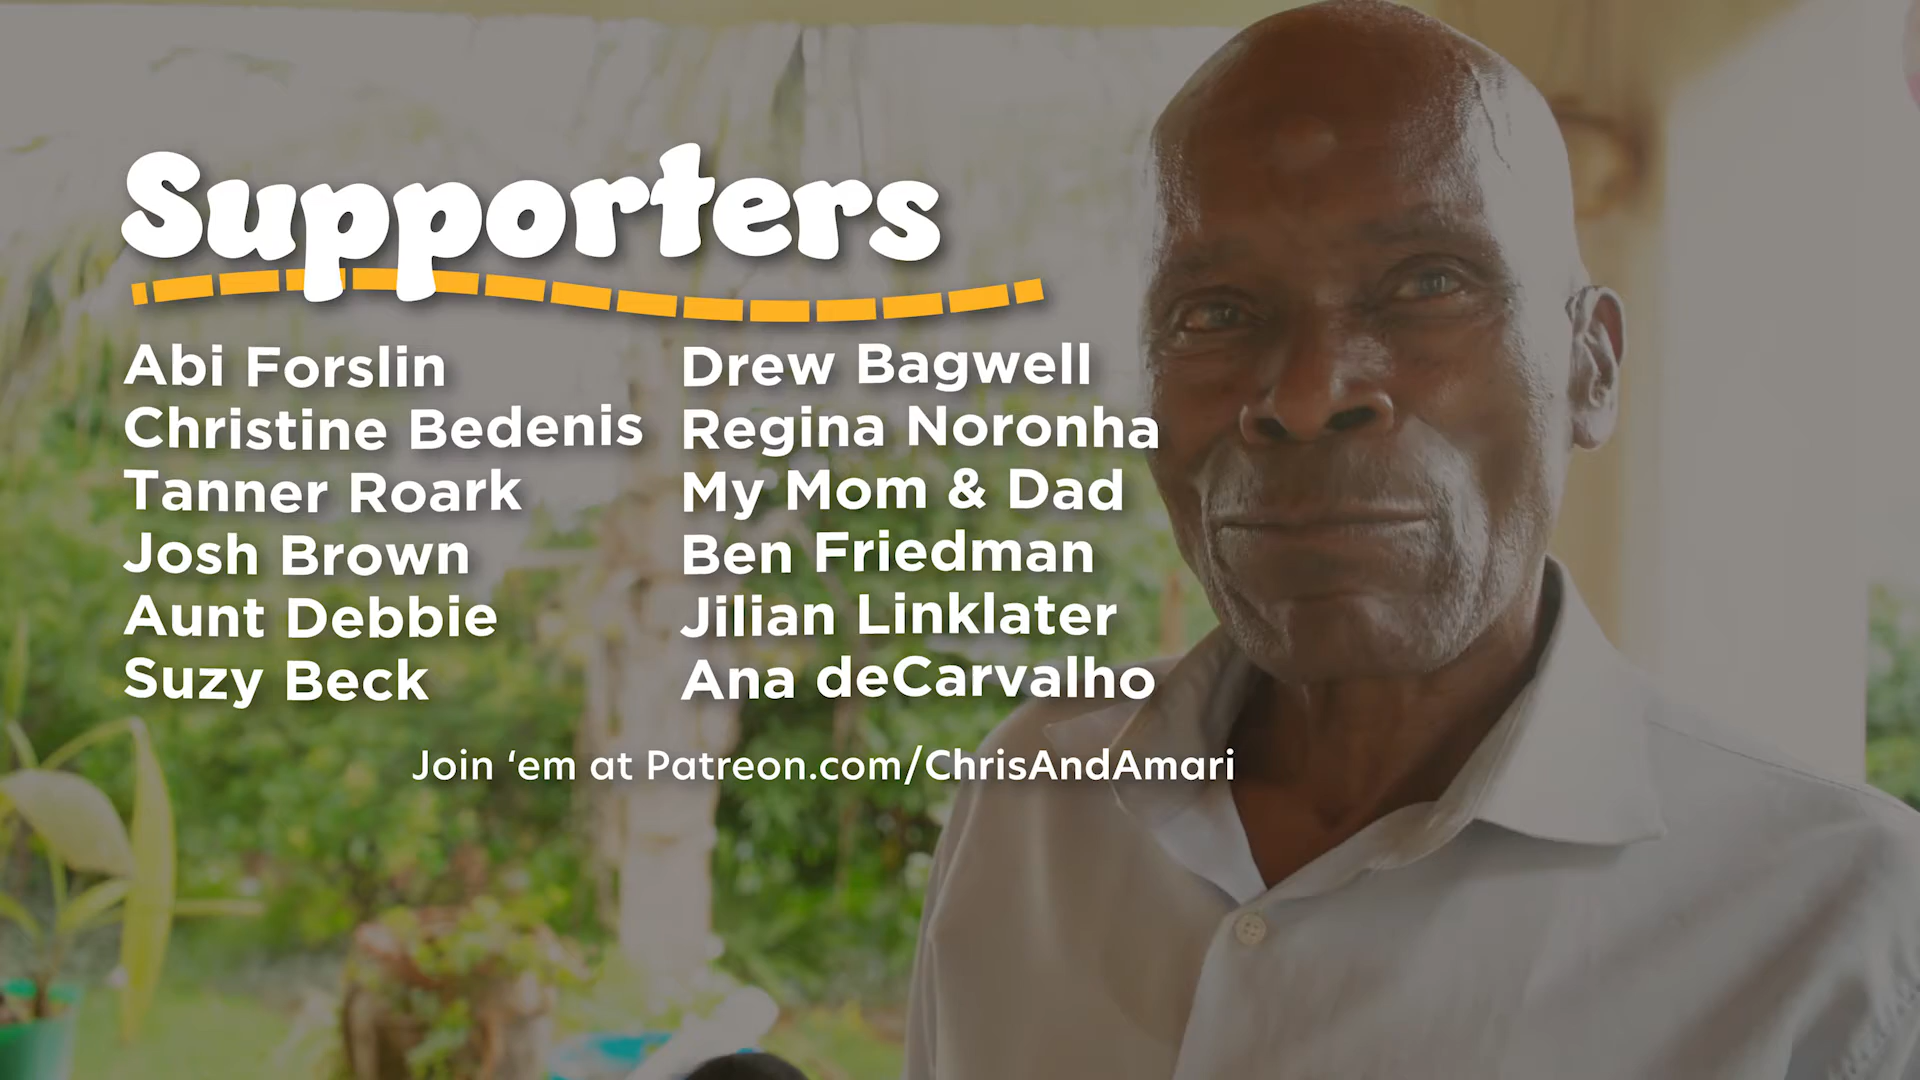 Supporters
Abi Forslin
Christine Bedenis
Tanner Roark
Josh Brown
Aunt Debbie
Suzy Beck
Drew Bagwell
Regina Noronha
My Mom & Dad
Ben Friedman
Jilian Linklater
Ana deCarvalho
Join ‘em at Patreon.com/ChrisAndAmari